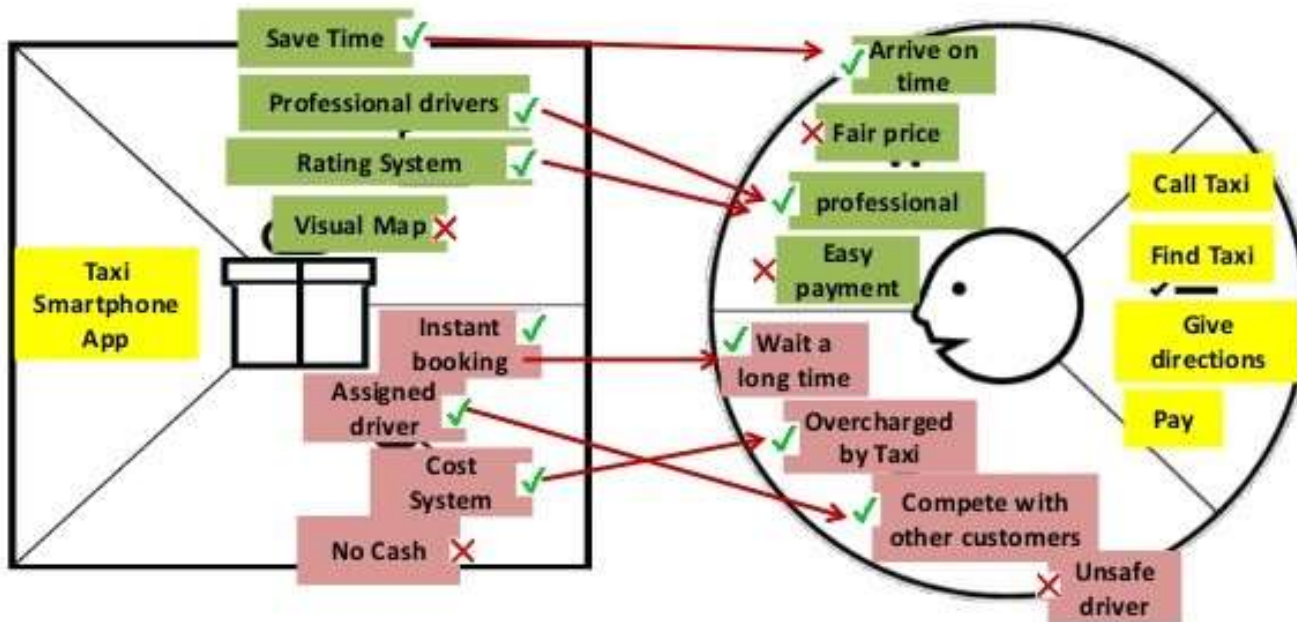 Save Time
Professional drivers
Rating System
Visual Map
Taxi
Smartphone
App
Instant
booking
Assigned
driver
Cost
System
No Cash
Arrive on
time
Fair price
professional
Easy
payment
Wait a
long time
Overcharged
by Taxi
Compete with
other customers
Unsafe
driver
Call Taxi
Find Taxi
Give
directions
Pay